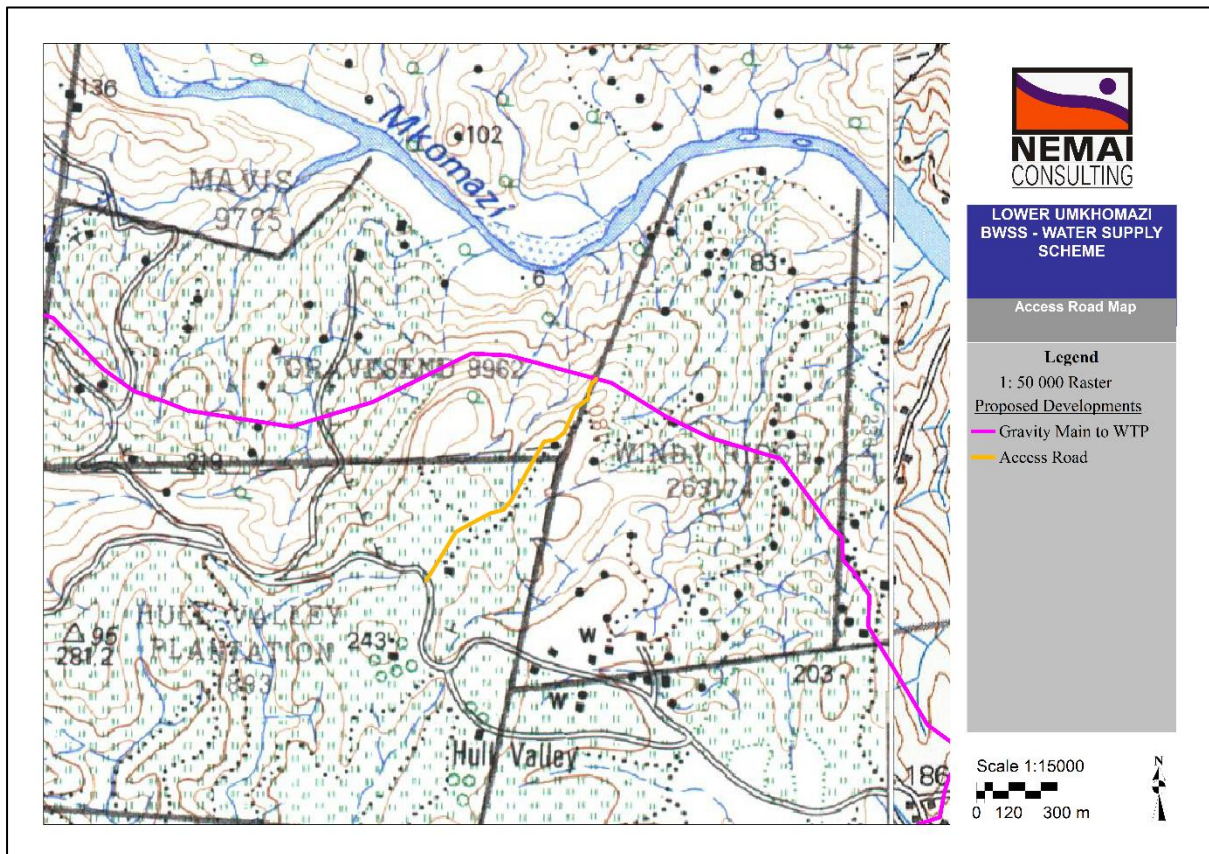 136
Mkomazi
102
MAVIS
9725
83
6
GRAVESEND 8962
WINDY RIDGE
219
HULL VALLEY
PLANTATION
1893
95
281,2
243
W
W
203
Hull Valley
186
NEMAI
CONSULTING
LOWER UMKHOMAZI
BWSS - WATER SUPPLY
SCHEME
Access Road Map
Legend
1: 50 000 Raster
Proposed Developments
Gravity Main to WTP
Access Road
Scale 1:15000
0 120 300 m
N